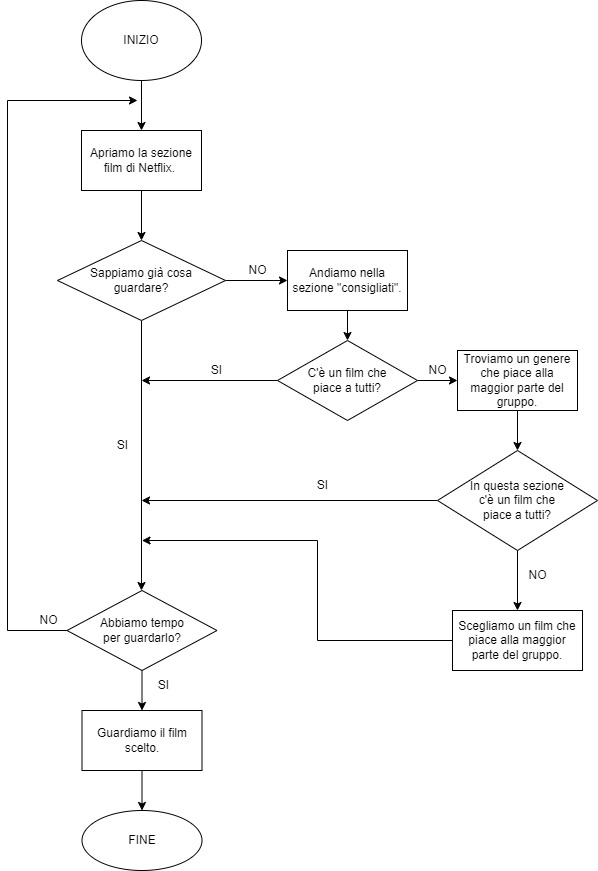 INIZIO
Apriamo la sezione
film di Netflix.
Sappiamo già cosa
guardare?
NO
Andiamo nella
sezione "consigliati".
C'è un film che
piace a tutti?
SI
NO
Troviamo un genere
che piace alla
maggior parte del
gruppo.
SI
In questa sezione
c'è un film che
piace a tutti?
SI
NO
Scegliamo un film che
piace alla maggior
parte del gruppo.
Abbiamo tempo
per guardarlo?
NO
SI
Guardiamo il film
scelto.
FINE